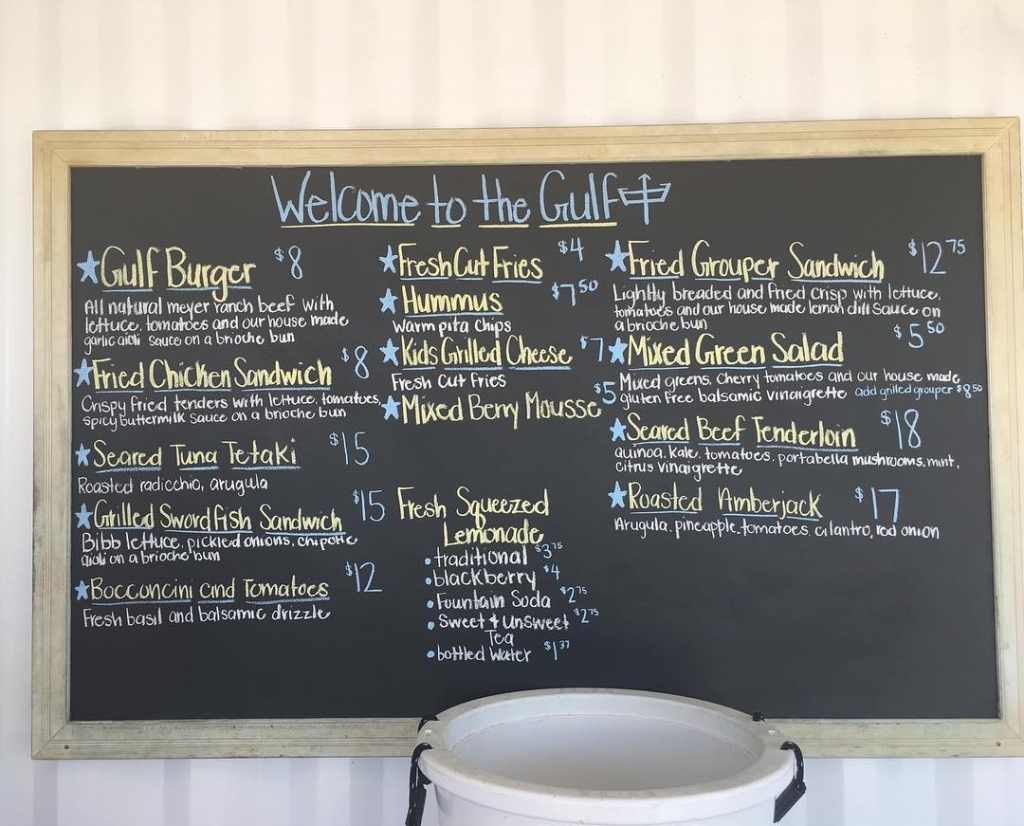 Welcome to the Gulf
Gulf Burger $8
All natural meyer ranch beef with
lettuce, tomatoes and our house made
garlic aioli sauce on a brioche bun
Fried Chicken Sandwich $8
Crispy fried tenders with lettuce, tomatoes,
spicy buttermilk sauce on a brioche bun
Seared Tuna Tetaki $15
Roasted radicchio, arugula
Grilled Swordfish Sandwich $15
Bibb lettuce, pickled onions, chipotle
aioli on a brioche bun
Bocconcini and Tomatoes $12
Fresh basil and balsamic drizzle
Fresh Cut Fries $4
Hummus $7.50
Warm pita chips
Kids Grilled Cheese $7
Fresh Cut fries
Mixed Berry Mousse $5
Fresh Squeezed
Lemonade
• traditional $3.75
• blackberry $4
• Fountain Soda $2.75
• Sweet & Unsweet $2.75
Tea
• bottled Water $1.37
Fried Grouper Sandwich $12.75
Lightly breaded and fried crisp with lettuce,
tomatoes and our house made lemon dill sauce on
a brioche bun
Mixed Green Salad $5.50
Mixed greens, cherry tomatoes and our house made
gluten free balsamic vinaigrette add grilled grouper $8.50
Seared Beef Tenderloin $18
quinoa, kale, tomatoes, portabella mushrooms, mint,
citrus vinaigrette
Roasted Amberjack $17
Arugula, pineapple, tomatoes, cilantro, red onion